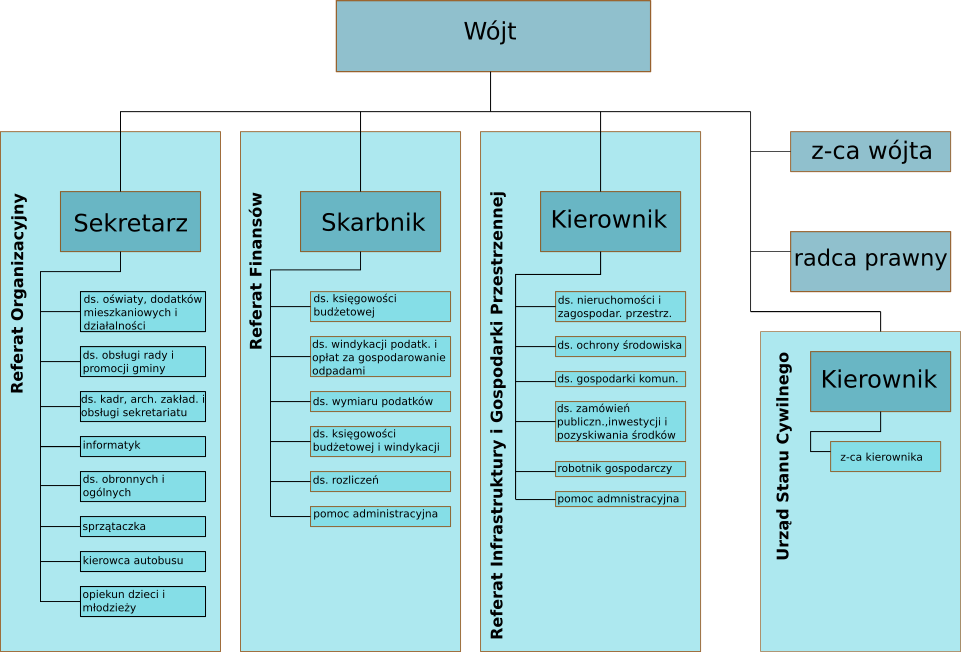 Wójt
z-ca wójta
radca prawny
Referat Organizacyjny
Sekretarz
ds. oświaty, dodatków
mieszkaniowych i
działalności
ds. obsługi rady i
promocji gminy
ds. kadr, arch. zakład. i
obsługi sekretariatu
informatyk
ds. obronnych i
ogólnych
sprzątaczka
kierowca autobusu
opiekun dzieci i
młodzieży
Referat Finansów
Skarbnik
ds. księgowości
budżetowej
ds. windykacji podatk. i
opłat za gospodarowanie
odpadami
ds. wymiaru podatków
ds. księgowości
budżetowej i windykacji
ds. rozliczeń
pomoc administracyjna
Referat Infrastruktury i Gospodarki Przestrzennej
Kierownik
ds. nieruchomości i
zagospodar. przestrz.
ds. ochrony środowiska
ds. gospodarki komun.
ds. zamówień
publiczn.,inwestycji i
pozyskiwania środków
robotnik gospodarczy
pomoc admnistracyjna
Urząd Stanu Cywilnego
Kierownik
z-ca kierownika